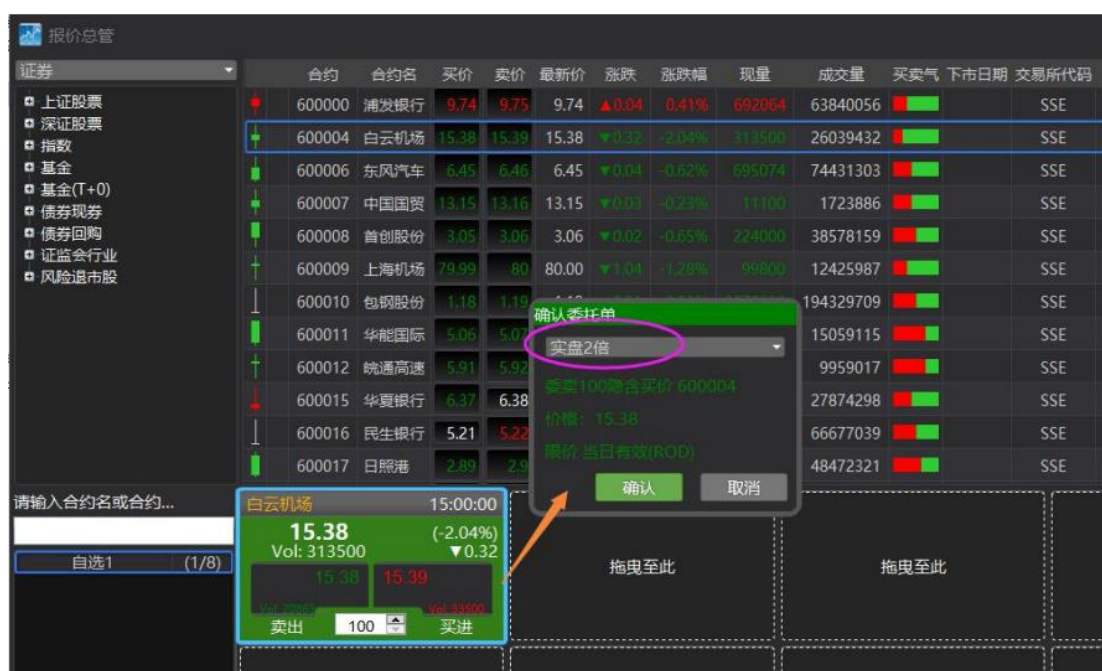 报价总管
证券
上证股票
深证股票
指数
基金
基金(T+0)
债券现券
债券回购
证监会行业
风险退市股
合约 合约名 买价 卖价 最新价 涨跌 涨跌幅 现量 成交量 买卖气 下市日期 交易所代码
600000 浦发银行 9.74 9.75 9.74 ▲0.04 0.41% 692064 63840056 SSE
600004 白云机场 15.38 15.39 15.38 ▼0.32 -2.04% 313500 26039432 SSE
600006 东风汽车 6.45 6.46 6.45 ▼0.04 -0.62% 695074 74431303 SSE
600007 中国国贸 13.15 13.16 13.15 ▼0.03 -0.23% 11100 1723886 SSE
600008 首创股份 3.05 3.06 3.06 ▼0.02 -0.65% 224000 38578159 SSE
600009 上海机场 79.99 80 80.00 ▼1.04 -1.28% 99800 12425987 SSE
600010 包钢股份 1.18 1.19 194329709 SSE
600011 华能国际 5.06 5.07 15059115 SSE
600012 皖通高速 5.91 5.92 9959017 SSE
600015 华夏银行 6.37 6.38 27874298 SSE
600016 民生银行 5.21 5.22 66677039 SSE
600017 日照港 2.89 2.9 48472321 SSE
确认委托单
实盘2倍
委卖100隐含买价 600004
价格：15.38
限价 当日有效(ROD)
确认 取消
请输入合约名或合约...
自选1 (1/8)
白云机场 15:00:00
15.38 (-2.04%)
Vol: 313500 ▼0.32
15.38 15.39
卖出 100 买进
拖曳至此
拖曳至此